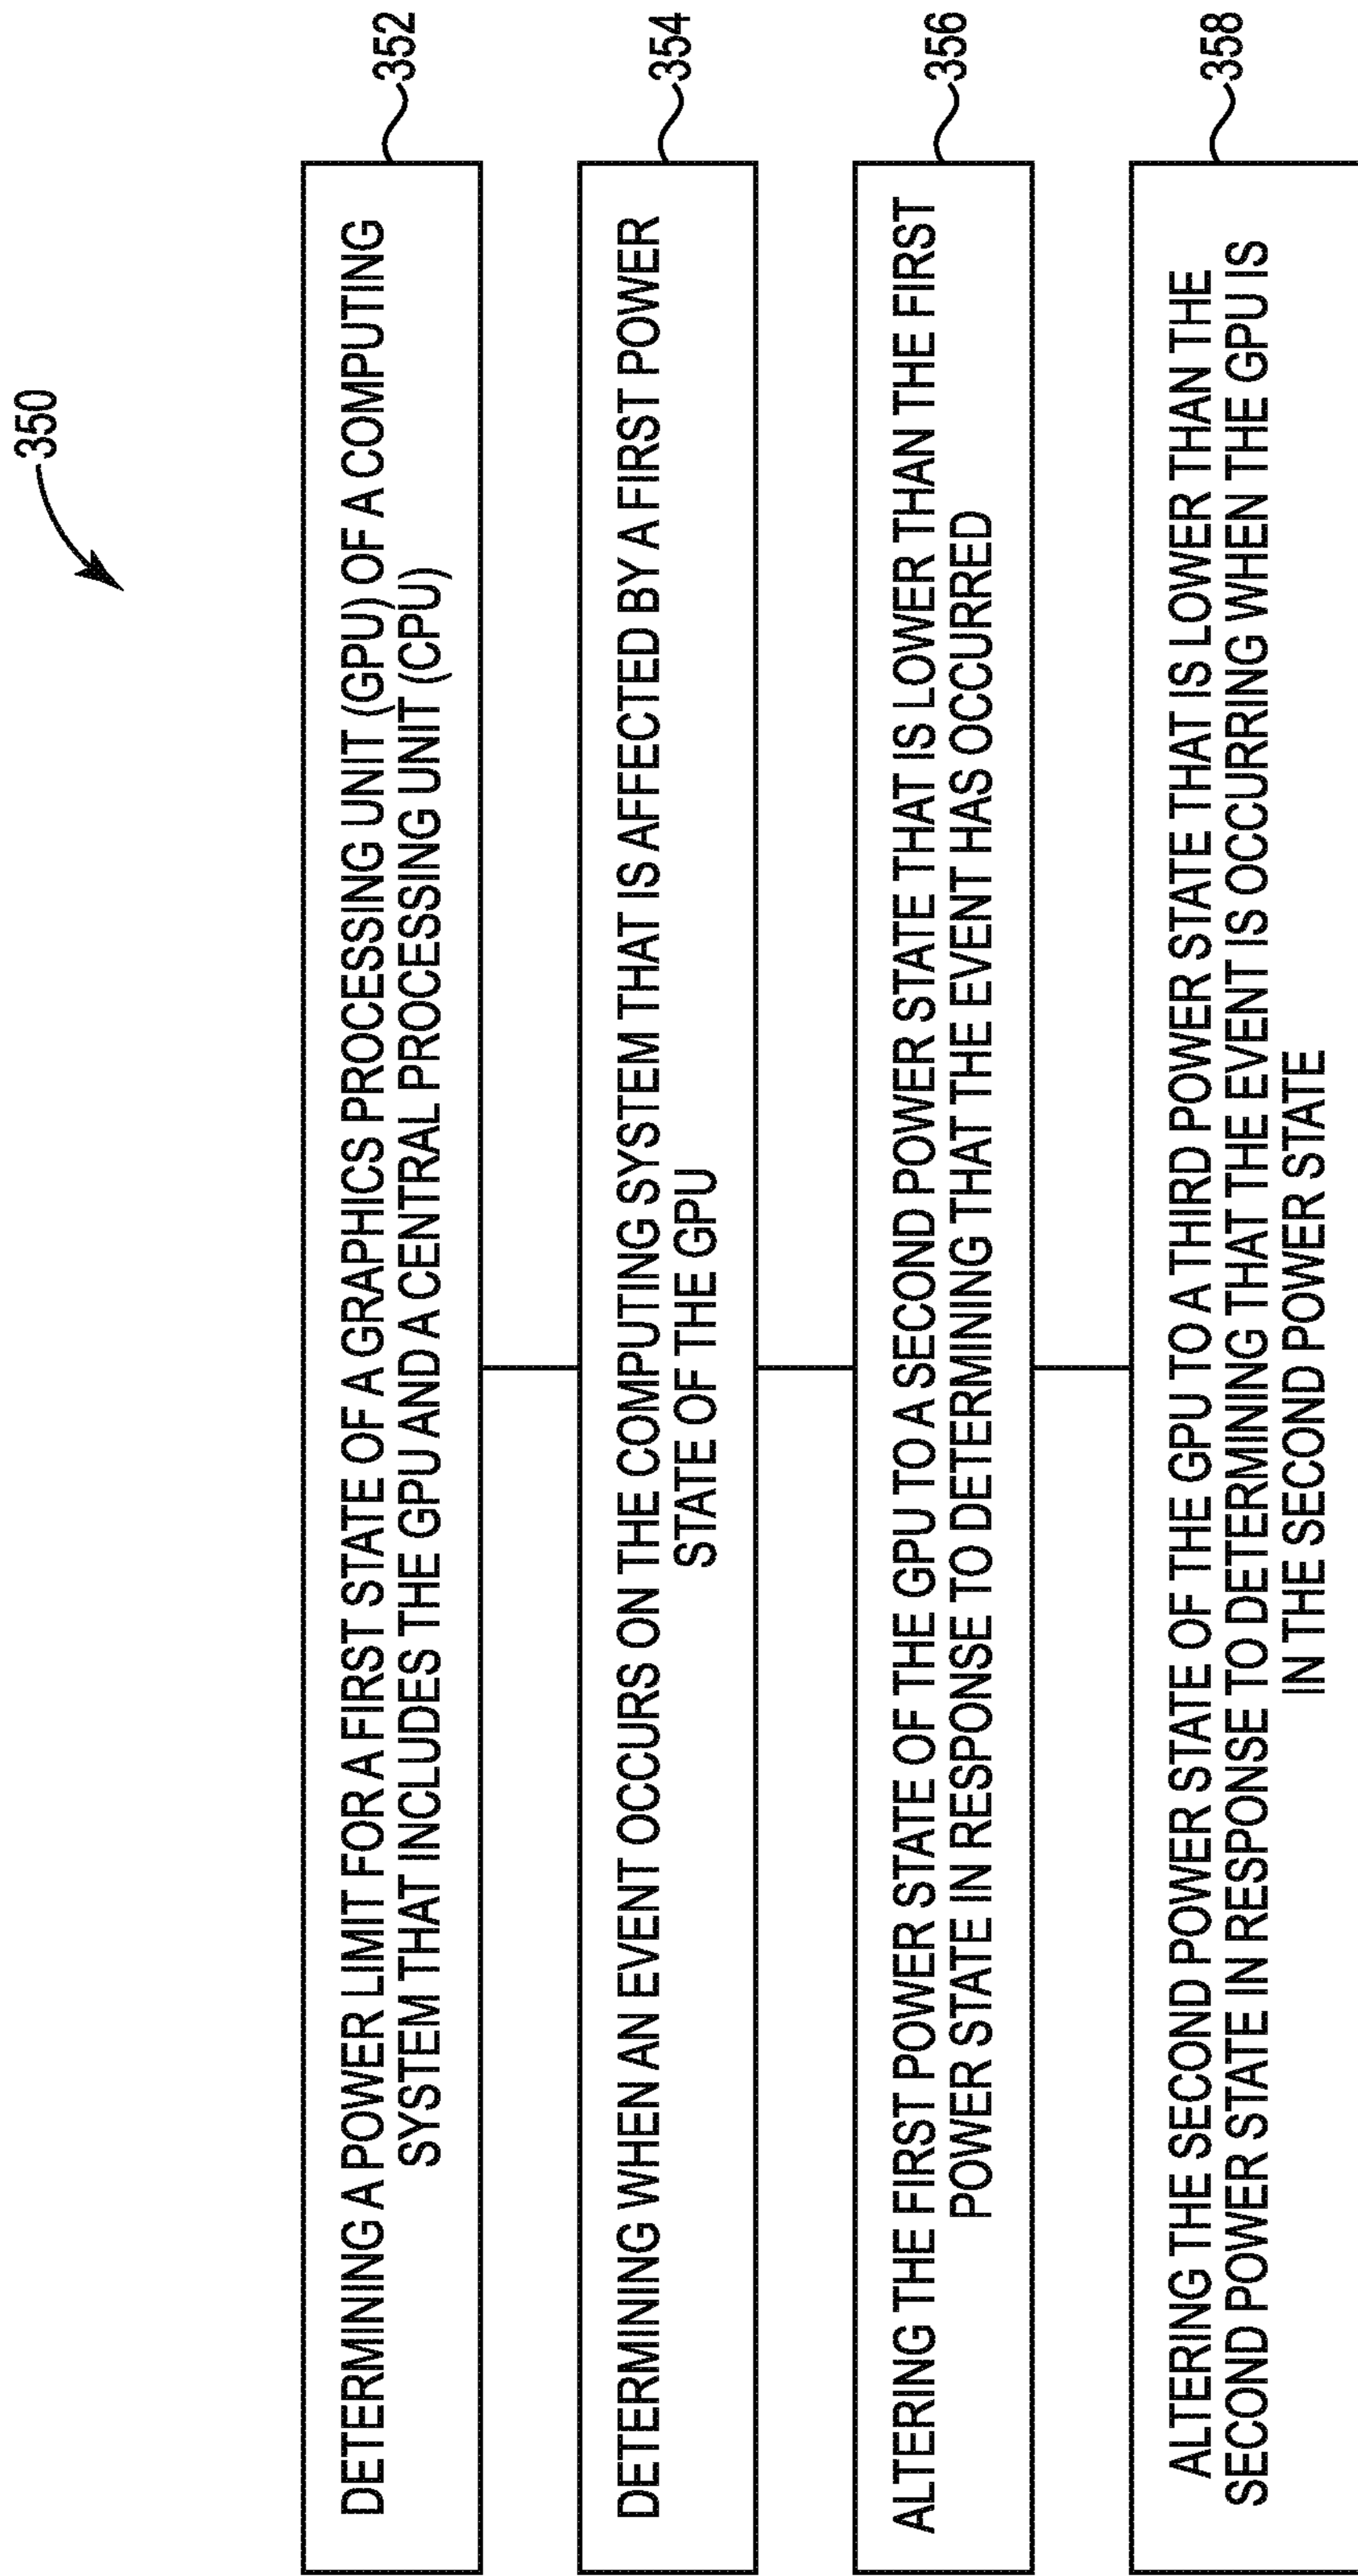 350
DETERMINING A POWER LIMIT FOR A FIRST STATE OF A GRAPHICS PROCESSING UNIT (GPU) OF A COMPUTING
SYSTEM THAT INCLUDES THE GPU AND A CENTRAL PROCESSING UNIT (CPU)
352
DETERMINING WHEN AN EVENT OCCURS ON THE COMPUTING SYSTEM THAT IS AFFECTED BY A FIRST POWER
STATE OF THE GPU
354
ALTERING THE FIRST POWER STATE OF THE GPU TO A SECOND POWER STATE THAT IS LOWER THAN THE FIRST
POWER STATE IN RESPONSE TO DETERMINING THAT THE EVENT HAS OCCURRED
356
ALTERING THE SECOND POWER STATE OF THE GPU TO A THIRD POWER STATE THAT IS LOWER THAN THE
SECOND POWER STATE IN RESPONSE TO DETERMINING THAT THE EVENT IS OCCURRING WHEN THE GPU IS
IN THE SECOND POWER STATE
358